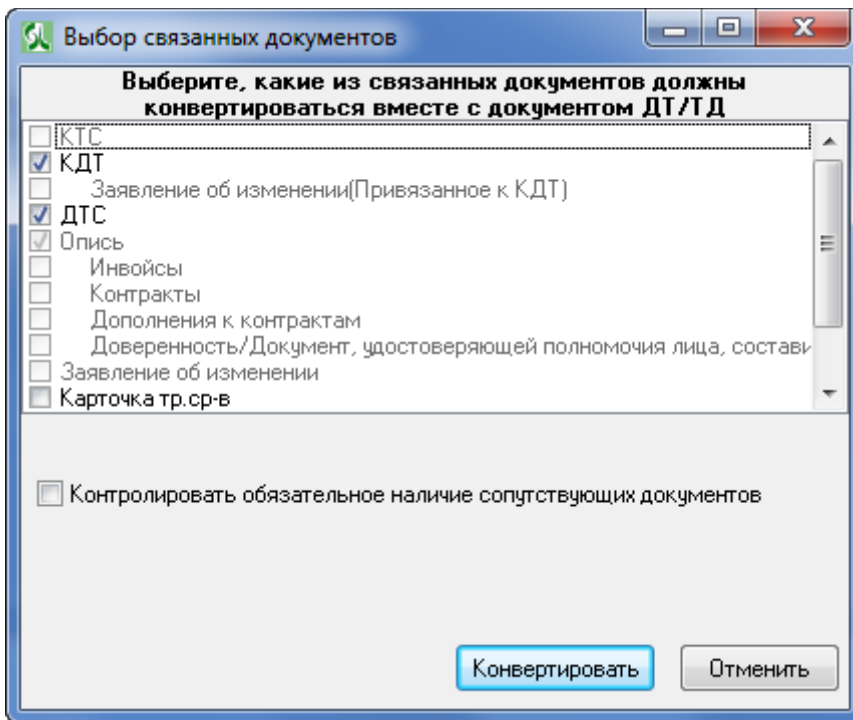 Выбор связанных документов
Выберите, какие из связанных документов должны
конвертироваться вместе с документом ДТ/ТД
КТС
КДТ
Заявление об изменении(Привязанное к КДТ)
ДТС
Опись
Инвойсы
Контракты
Дополнения к контрактам
Доверенность/Документ, удостоверяющей полномочия лица, состави
Заявление об изменении
Карточка тр.ср-в
Контролировать обязательное наличие сопутствующих документов
Конвертировать
Отменить